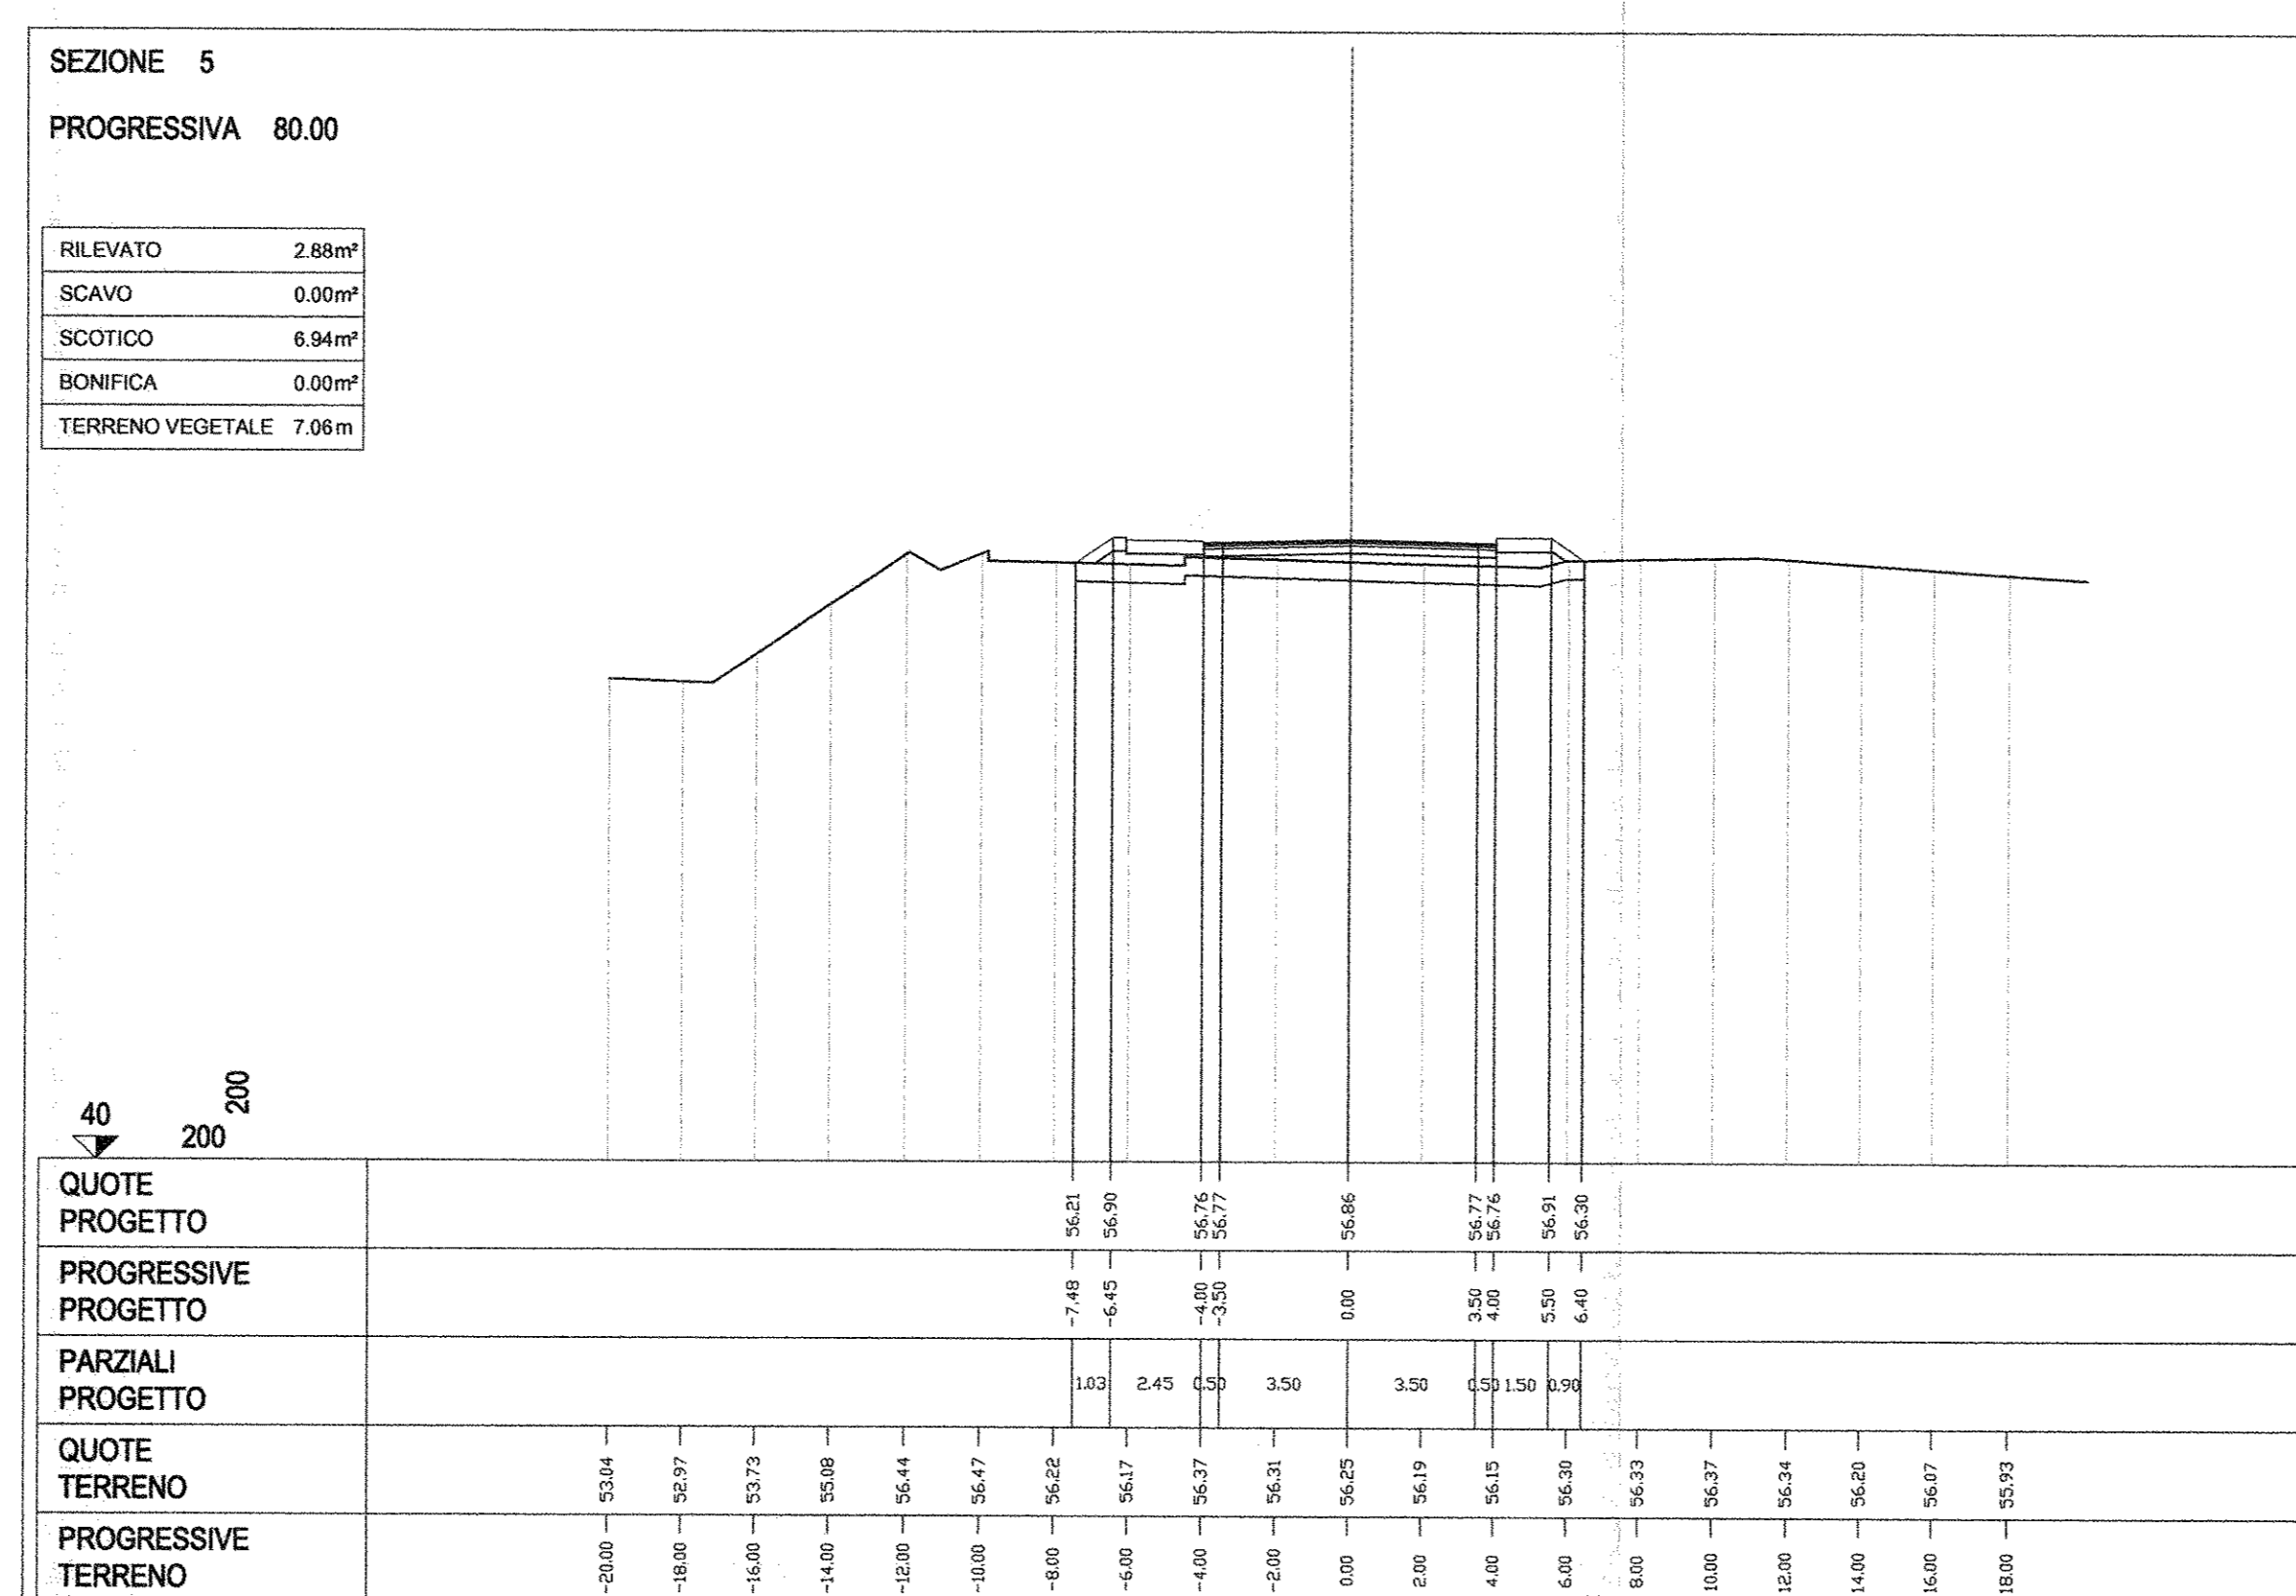 SEZIONE 5
PROGRESSIVA 80.00
RILEVATO 2.88m²
SCAVO 0.00m²
SCOTICO 6.94m²
BONIFICA 0.00m²
TERRENO VEGETALE 7.06m
200
40
200
QUOTE
PROGETTO
56.21 56.90 56.76 56.77 56.86 56.77 56.76 56.91 56.30
PROGRESSIVE
PROGETTO
-7.48 -6.45 -4.00 -3.50 0.00 3.50 4.00 5.50 6.40
PARZIALI
PROGETTO
1.03 2.45 0.50 3.50 3.50 0.50 1.50 0.90
QUOTE
TERRENO
53.04 52.97 53.73 55.08 56.44 56.47 56.22 56.17 56.37 56.31 56.25 56.19 56.15 56.30 56.33 56.37 56.34 56.20 56.07 55.93
PROGRESSIVE
TERRENO
-20.00 -18.00 -16.00 -14.00 -12.00 -10.00 -8.00 -6.00 -4.00 -2.00 0.00 2.00 4.00 6.00 8.00 10.00 12.00 14.00 16.00 18.00